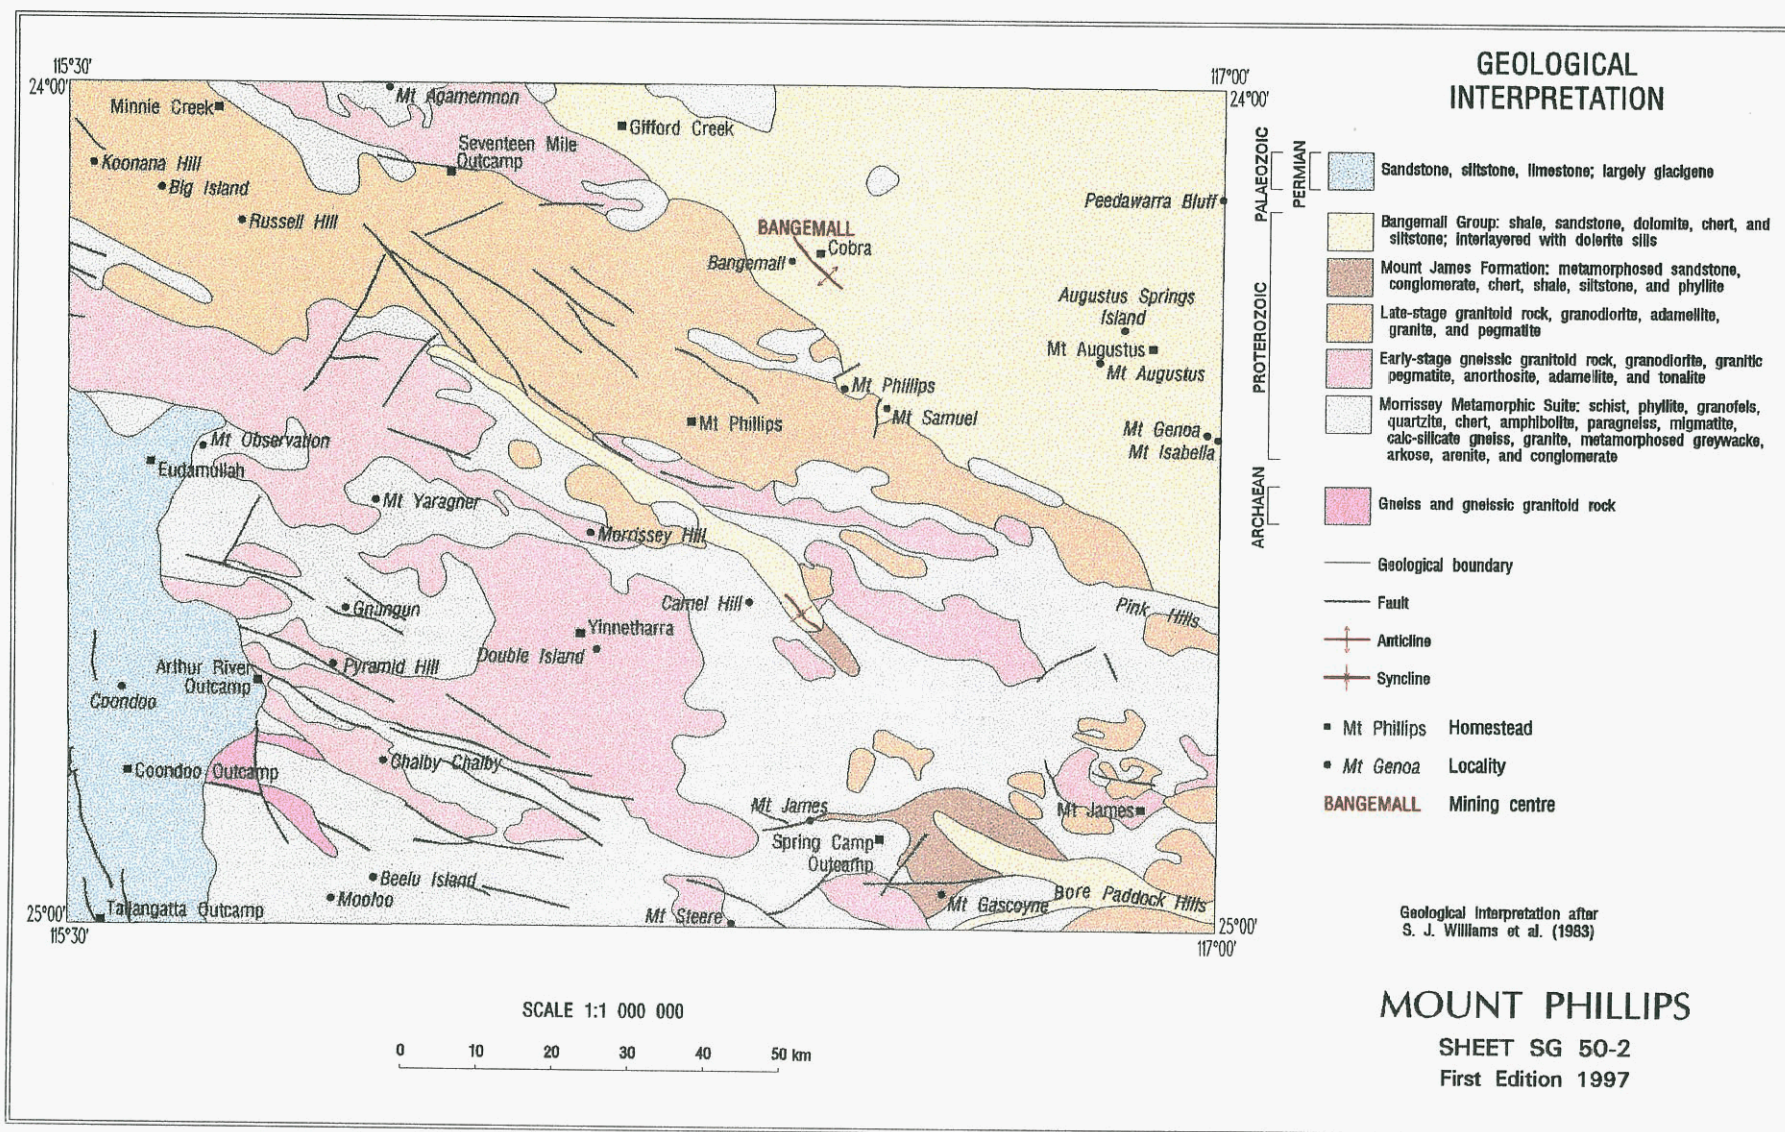 115°30'
24°00'
117°00'
24°00'
Minnie Creek
Mt Agamemnon
Gifford Creek
Seventeen Mile
Outcamp
Koonana Hill
Big Island
Russell Hill
Peedawarra Bluff
BANGEMALL
Cobra
Bangemall
Augustus Springs
Island
Mt Augustus
Mt Augustus
Mt Phillips
Mt Samuel
Mt Phillips
Mt Genoa
Mt Isabella
Mt Observation
Eudamullah
Mt Yaragner
Morrissey Hill
Gnungun
Camel Hill
Pink Hills
Yinnetharra
Double Island
Pyramid Hill
Arthur River
Outcamp
Coondoo
Coondoo Outcamp
Chalby Chalby
Mt James
Mt James
Spring Camp
Outcamp
Beelu Island
Mooloo
Tallangatta Outcamp
Mt Steere
Mt Gascoyne
Bore Paddock Hills
25°00'
115°30'
25°00'
117°00'
SCALE 1:1 000 000
0 10 20 30 40 50 km
GEOLOGICAL
INTERPRETATION
PALAEOZOIC
PERMIAN
PROTEROZOIC
ARCHAEAN
Sandstone, siltstone, limestone; largely glacigene
Bangemall Group: shale, sandstone, dolomite, chert, and
siltstone; interlayered with dolerite sills
Mount James Formation: metamorphosed sandstone,
conglomerate, chert, shale, siltstone, and phyllite
Late-stage granitoid rock, granodiorite, adamellite,
granite, and pegmatite
Early-stage gneissic granitoid rock, granodiorite, granitic
pegmatite, anorthosite, adamellite, and tonalite
Morrissey Metamorphic Suite: schist, phyllite, granofels,
quartzite, chert, amphibolite, paragneiss, migmatite,
calc-silicate gneiss, granite, metamorphosed greywacke,
arkose, arenite, and conglomerate
Gneiss and gneissic granitoid rock
Geological boundary
Fault
Anticline
Syncline
Mt Phillips Homestead
Mt Genoa Locality
BANGEMALL Mining centre
Geological Interpretation after
S. J. Williams et al. (1983)
MOUNT PHILLIPS
SHEET SG 50-2
First Edition 1997